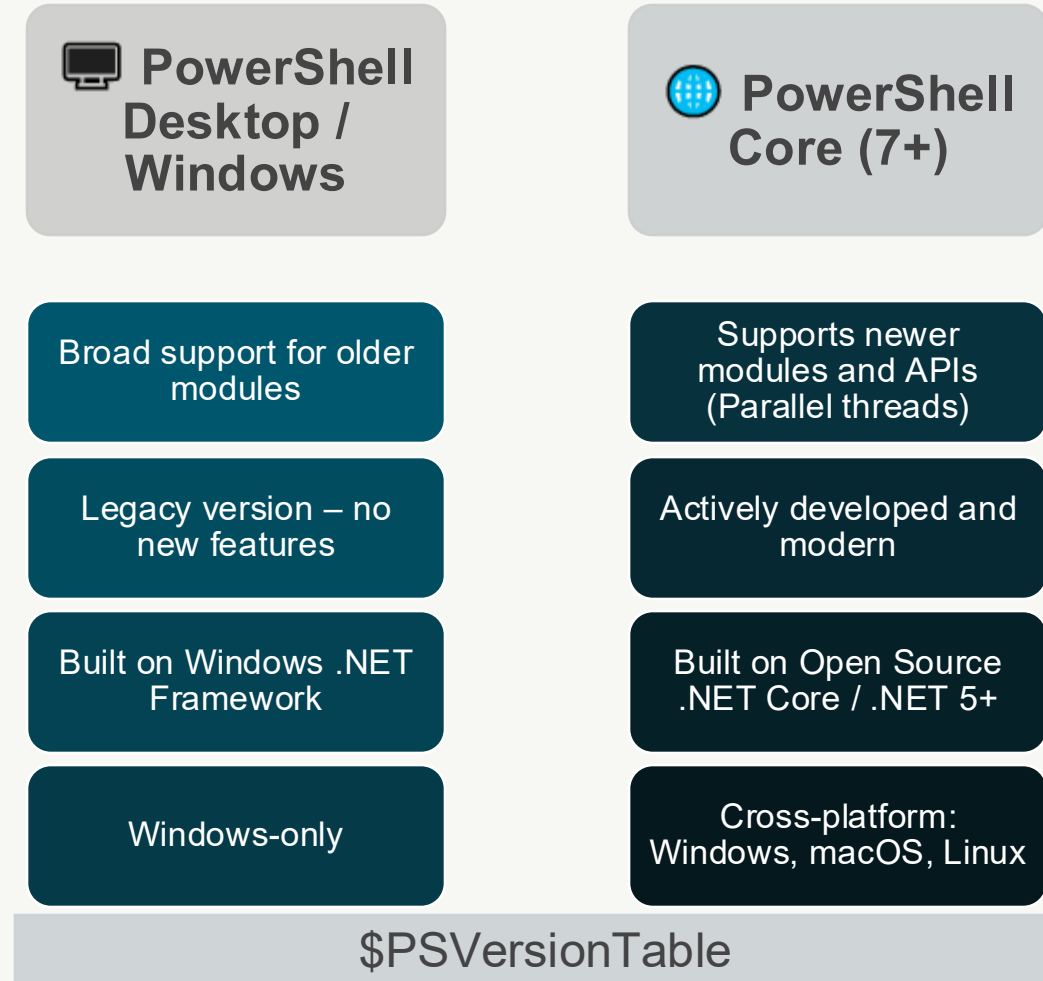 PowerShell
Desktop /
Windows
Broad support for older
modules
Legacy version – no
new features
Built on Windows .NET
Framework
Windows-only
PowerShell
Core (7+)
Supports newer
modules and APIs
(Parallel threads)
Actively developed and
modern
Built on Open Source
.NET Core / .NET 5+
Cross-platform:
Windows, macOS, Linux
$PSVersionTable